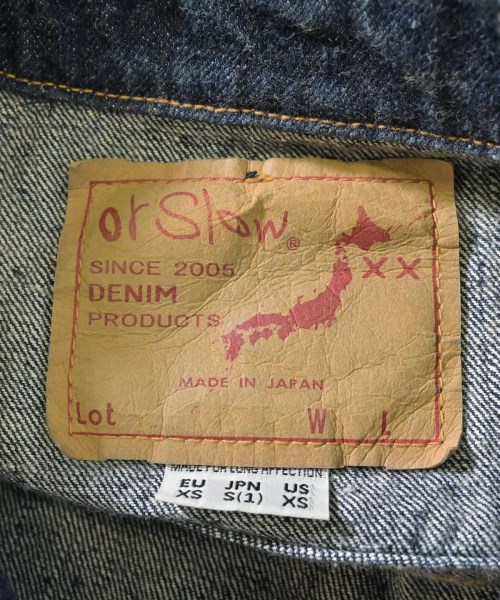 orSlow®
SINCE 2005
XX
DENIM
PRODUCTS
MADE IN JAPAN
Lot W L
MADE FOR LONG AFFECTION
EU JPN US
XS S(1) XS